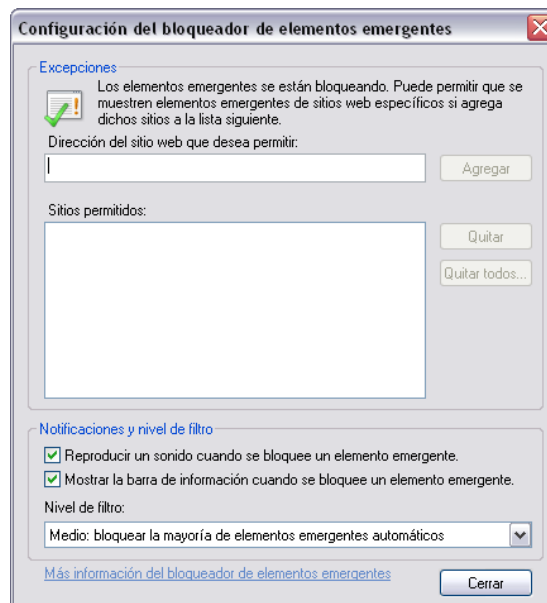 Configuración del bloqueador de elementos emergentes
Excepciones
Los elementos emergentes se están bloqueando. Puede permitir que se
muestren elementos emergentes de sitios web específicos si agrega
dichos sitios a la lista siguiente.
Dirección del sitio web que desea permitir:
Agregar
Sitios permitidos:
Quitar
Quitar todos...
Notificaciones y nivel de filtro
Reproducir un sonido cuando se bloquee un elemento emergente.
Mostrar la barra de información cuando se bloquee un elemento emergente.
Nivel de filtro:
Medio: bloquear la mayoría de elementos emergentes automáticos
Más información del bloqueador de elementos emergentes
Cerrar